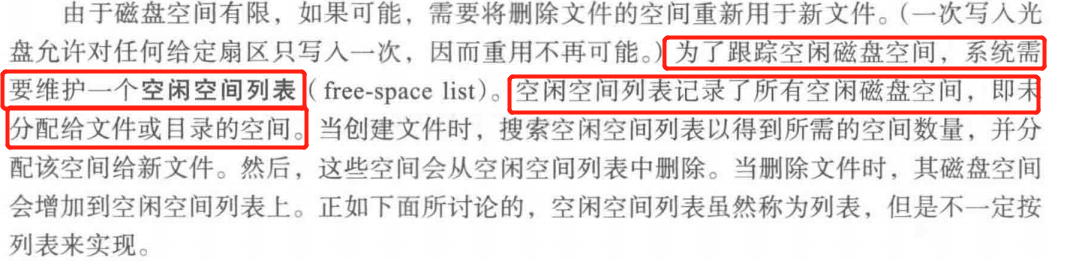 由于磁盘空间有限，如果可能，需要将删除文件的空间重新用于新文件。(一次写入光
盘允许对任何给定扇区只写入一次，因而重用不再可能。)为了跟踪空闲磁盘空间，系统需
要维护一个空闲空间列表（free-space list）。空闲空间列表记录了所有空闲磁盘空间，即未
分配给文件或目录的空间。当创建文件时，搜索空闲空间列表以得到所需的空间数量，并分
配该空间给新文件。然后，这些空间会从空闲空间列表中删除。当删除文件时，其磁盘空间
会增加到空闲空间列表上。正如下面所讨论的，空闲空间列表虽然称为列表，但是不一定按
列表来实现。